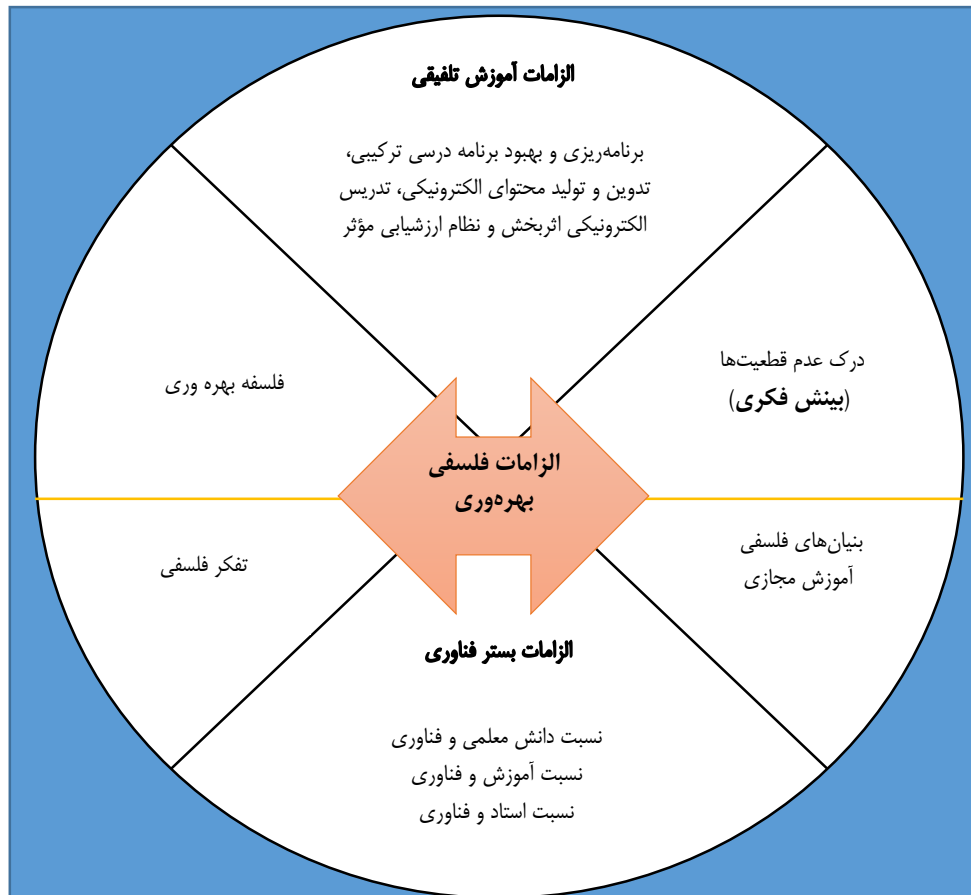 الزامات آموزش تلفیقی
برنامه‌ریزی و بهبود برنامه درسی ترکیبی،
تدوین و تولید محتوای الکترونیکی، تدریس
الکترونیکی اثربخش و نظام ارزشیابی مؤثر
درک عدم قطعیت‌ها
(بینش فکری)
فلسفه بهره وری
الزامات فلسفی
بهره‌وری
بنیان‌های فلسفی
آموزش مجازی
تفکر فلسفی
الزامات بستر فناوری
نسبت دانش معلمی و فناوری
نسبت آموزش و فناوری
نسبت استاد و فناوری